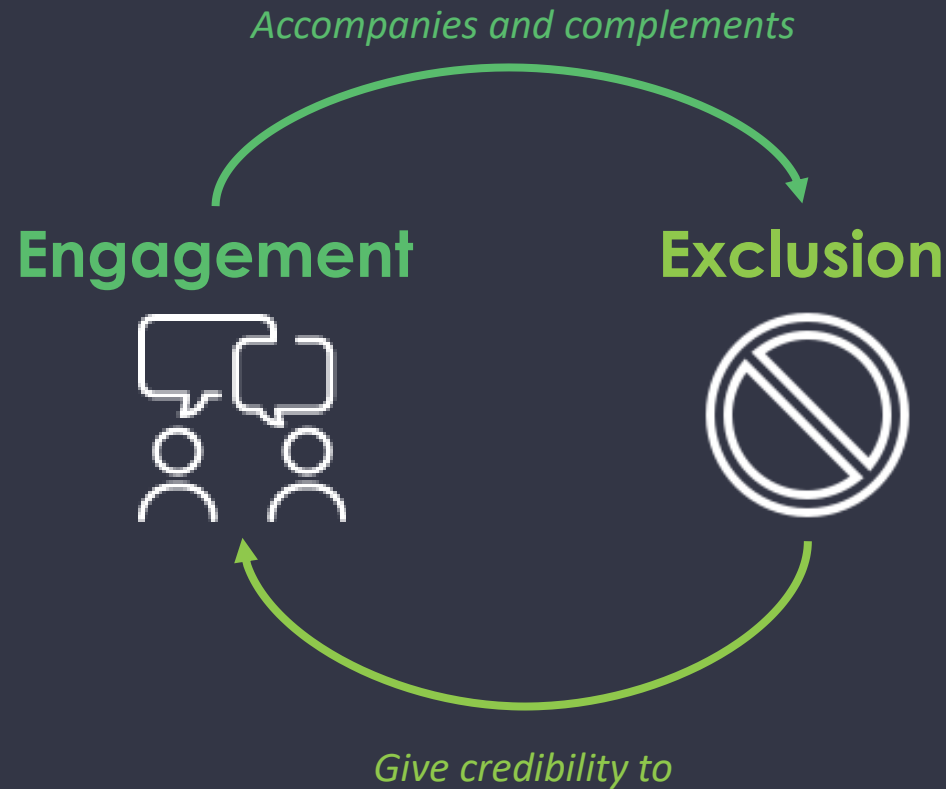 Accompanies and complements
Engagement
Exclusion
Give credibility to